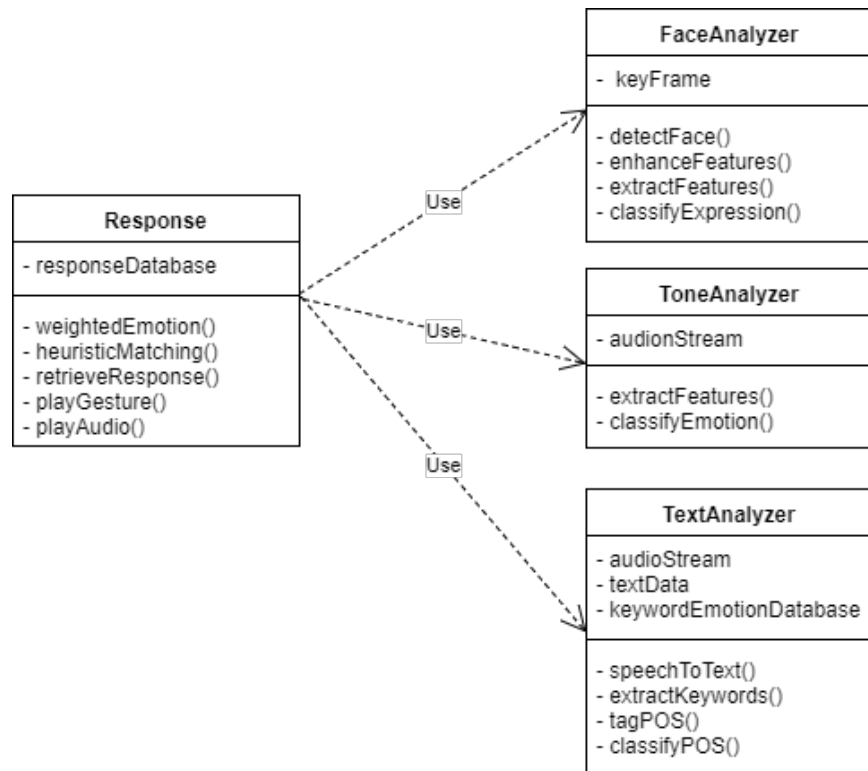 Response
- responseDatabase
- weightedEmotion()
- heuristicMatching()
- retrieveResponse()
- playGesture()
- playAudio()
Use
Use
Use
FaceAnalyzer
- keyFrame
- detectFace()
- enhanceFeatures()
- extractFeatures()
- classifyExpression()
ToneAnalyzer
- audionStream
- extractFeatures()
- classifyEmotion()
TextAnalyzer
- audioStream
- textData
- keywordEmotionDatabase
- speechToText()
- extractKeywords()
- tagPOS()
- classifyPOS()